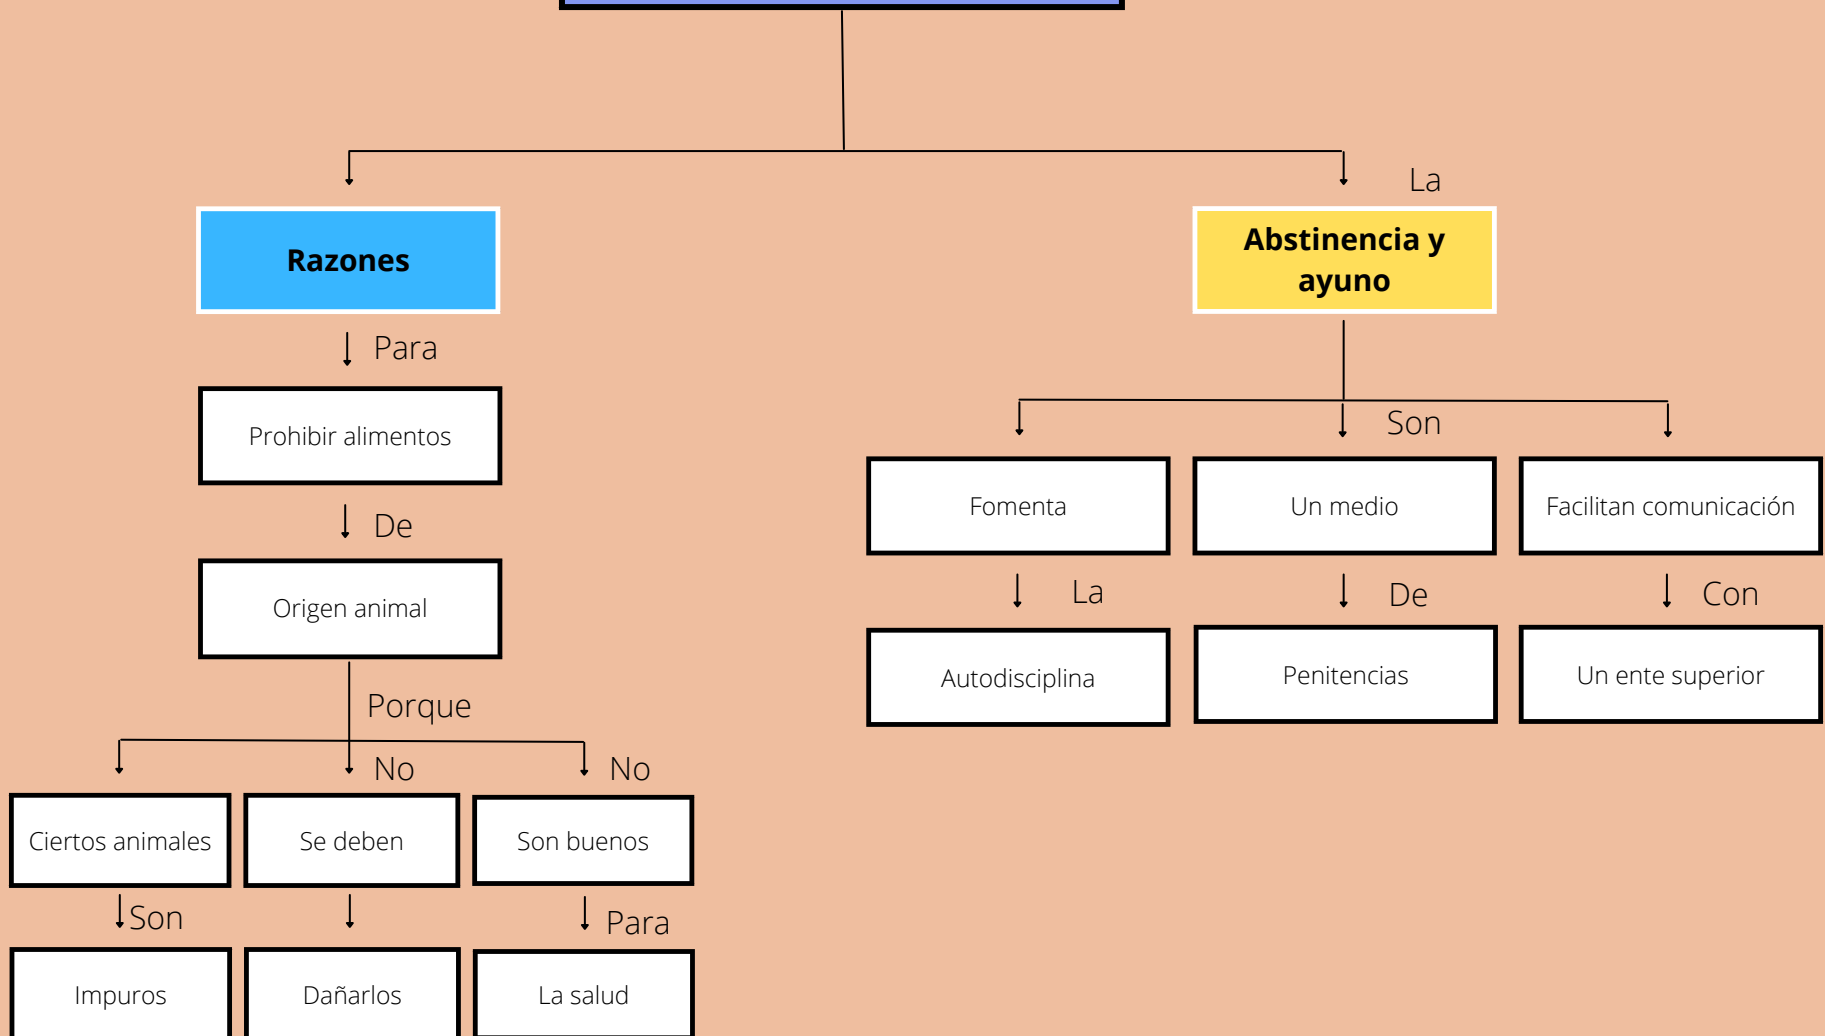 La
Razones
Abstinencia y
ayuno
Para
Prohibir alimentos
De
Origen animal
Porque
No
No
Ciertos animales
Se deben
Son buenos
Son
Para
Impuros
Dañarlos
La salud
Son
Fomenta
Un medio
Facilitan comunicación
La
De
Con
Autodisciplina
Penitencias
Un ente superior